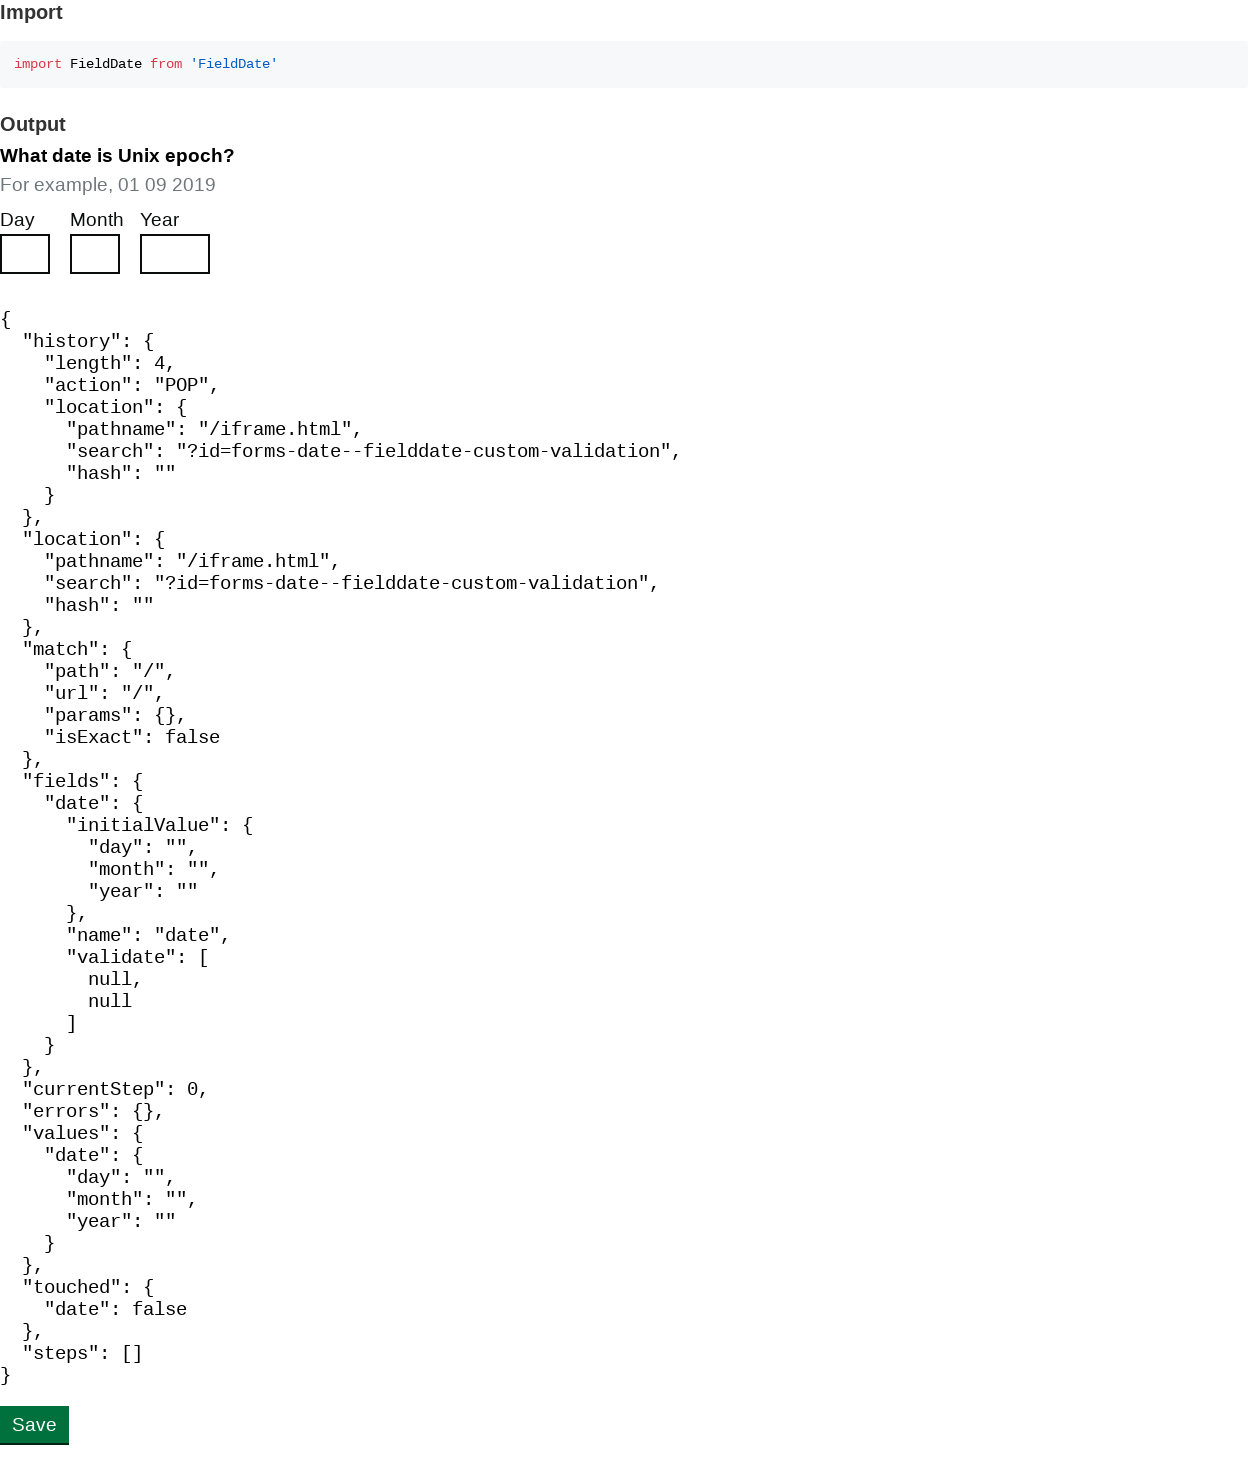 Import
import FieldDate from 'FieldDate'
Output
What date is Unix epoch?
For example, 01 09 2019
Day Month Year
{
  "history": {
    "length": 4,
    "action": "POP",
    "location": {
      "pathname": "/iframe.html",
      "search": "?id=forms-date--fielddate-custom-validation",
      "hash": ""
    }
  },
  "location": {
    "pathname": "/iframe.html",
    "search": "?id=forms-date--fielddate-custom-validation",
    "hash": ""
  },
  "match": {
    "path": "/",
    "url": "/",
    "params": {},
    "isExact": false
  },
  "fields": {
    "date": {
      "initialValue": {
        "day": "",
        "month": "",
        "year": ""
      },
      "name": "date",
      "validate": [
        null,
        null
      ]
    }
  },
  "currentStep": 0,
  "errors": {},
  "values": {
    "date": {
      "day": "",
      "month": "",
      "year": ""
    }
  },
  "touched": {
    "date": false
  },
  "steps": []
}
Save